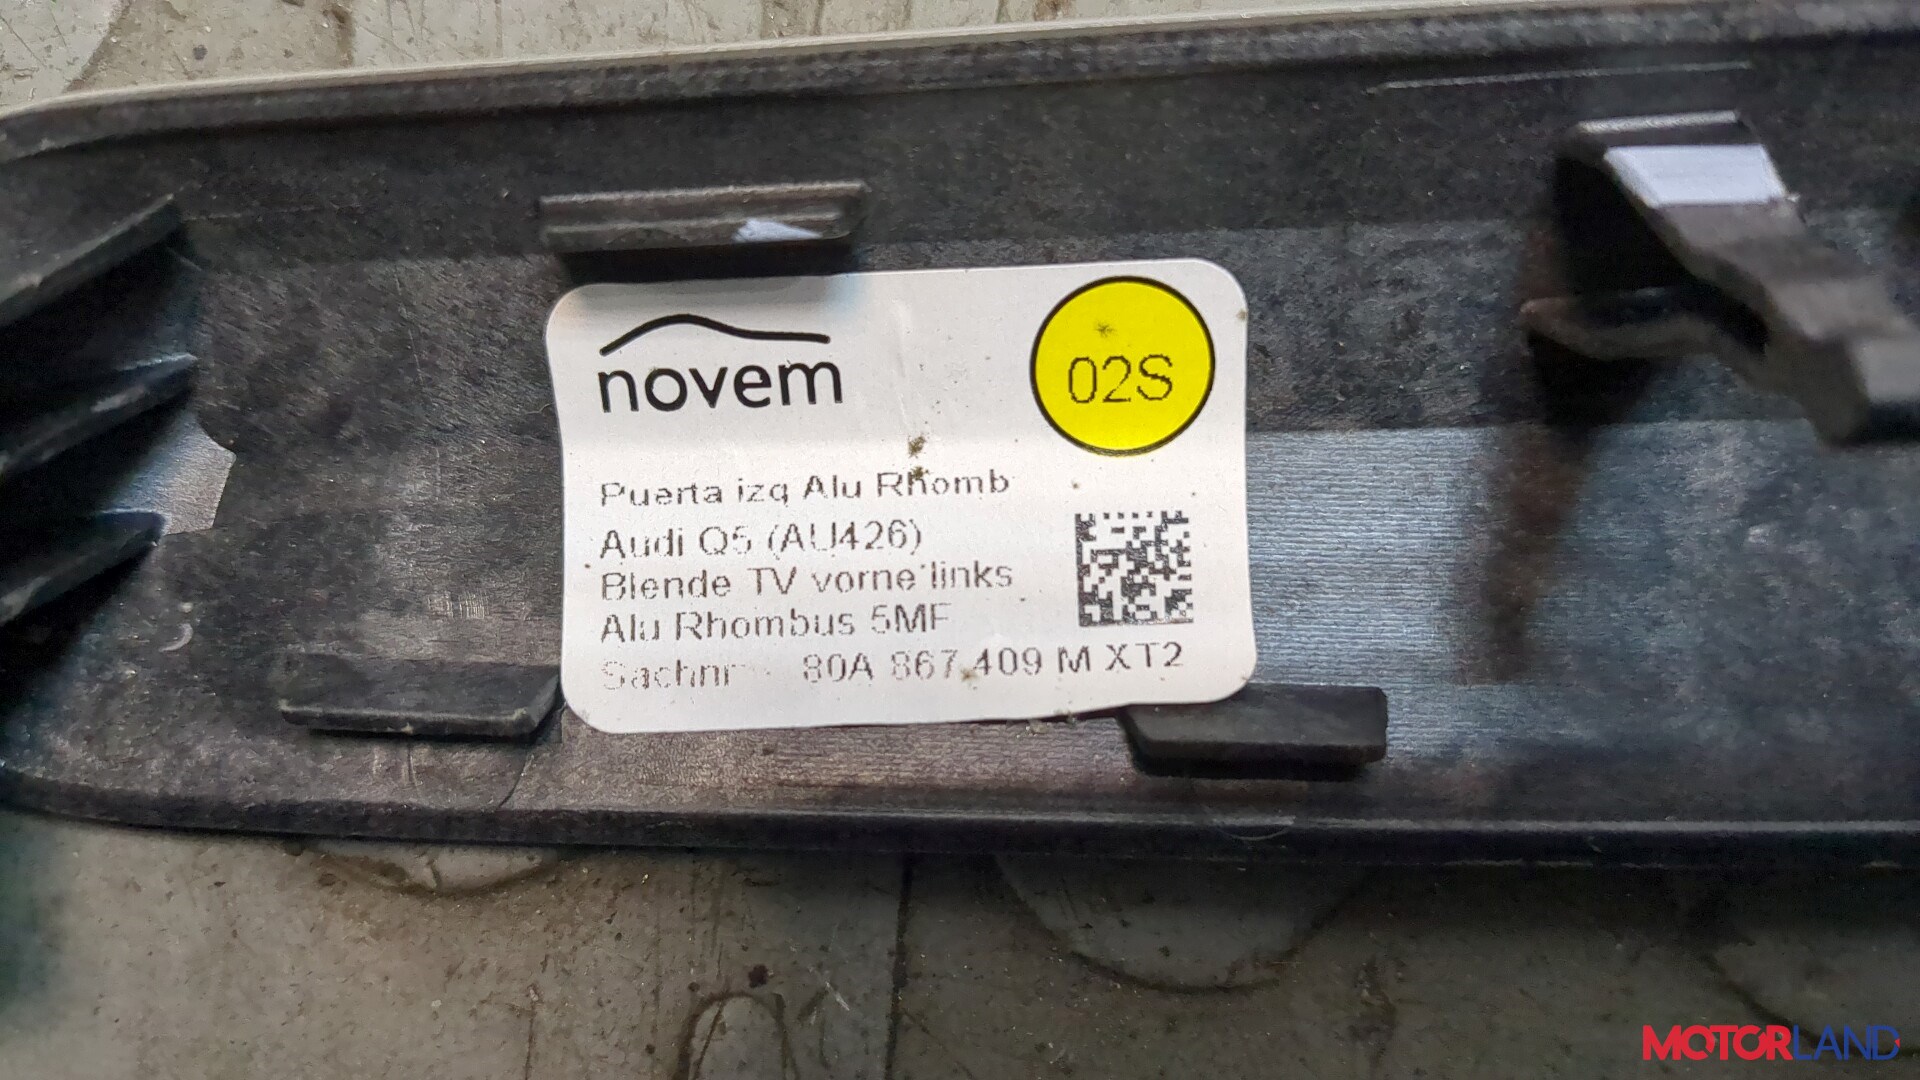 novem
02S
Puerta izq Alu Rhomb
Audi Q5 (AU426)
Blende TV vorne links
Alu Rhombus 5MF
Sachnr 80A 867 409 M XT2
MOTORLAND